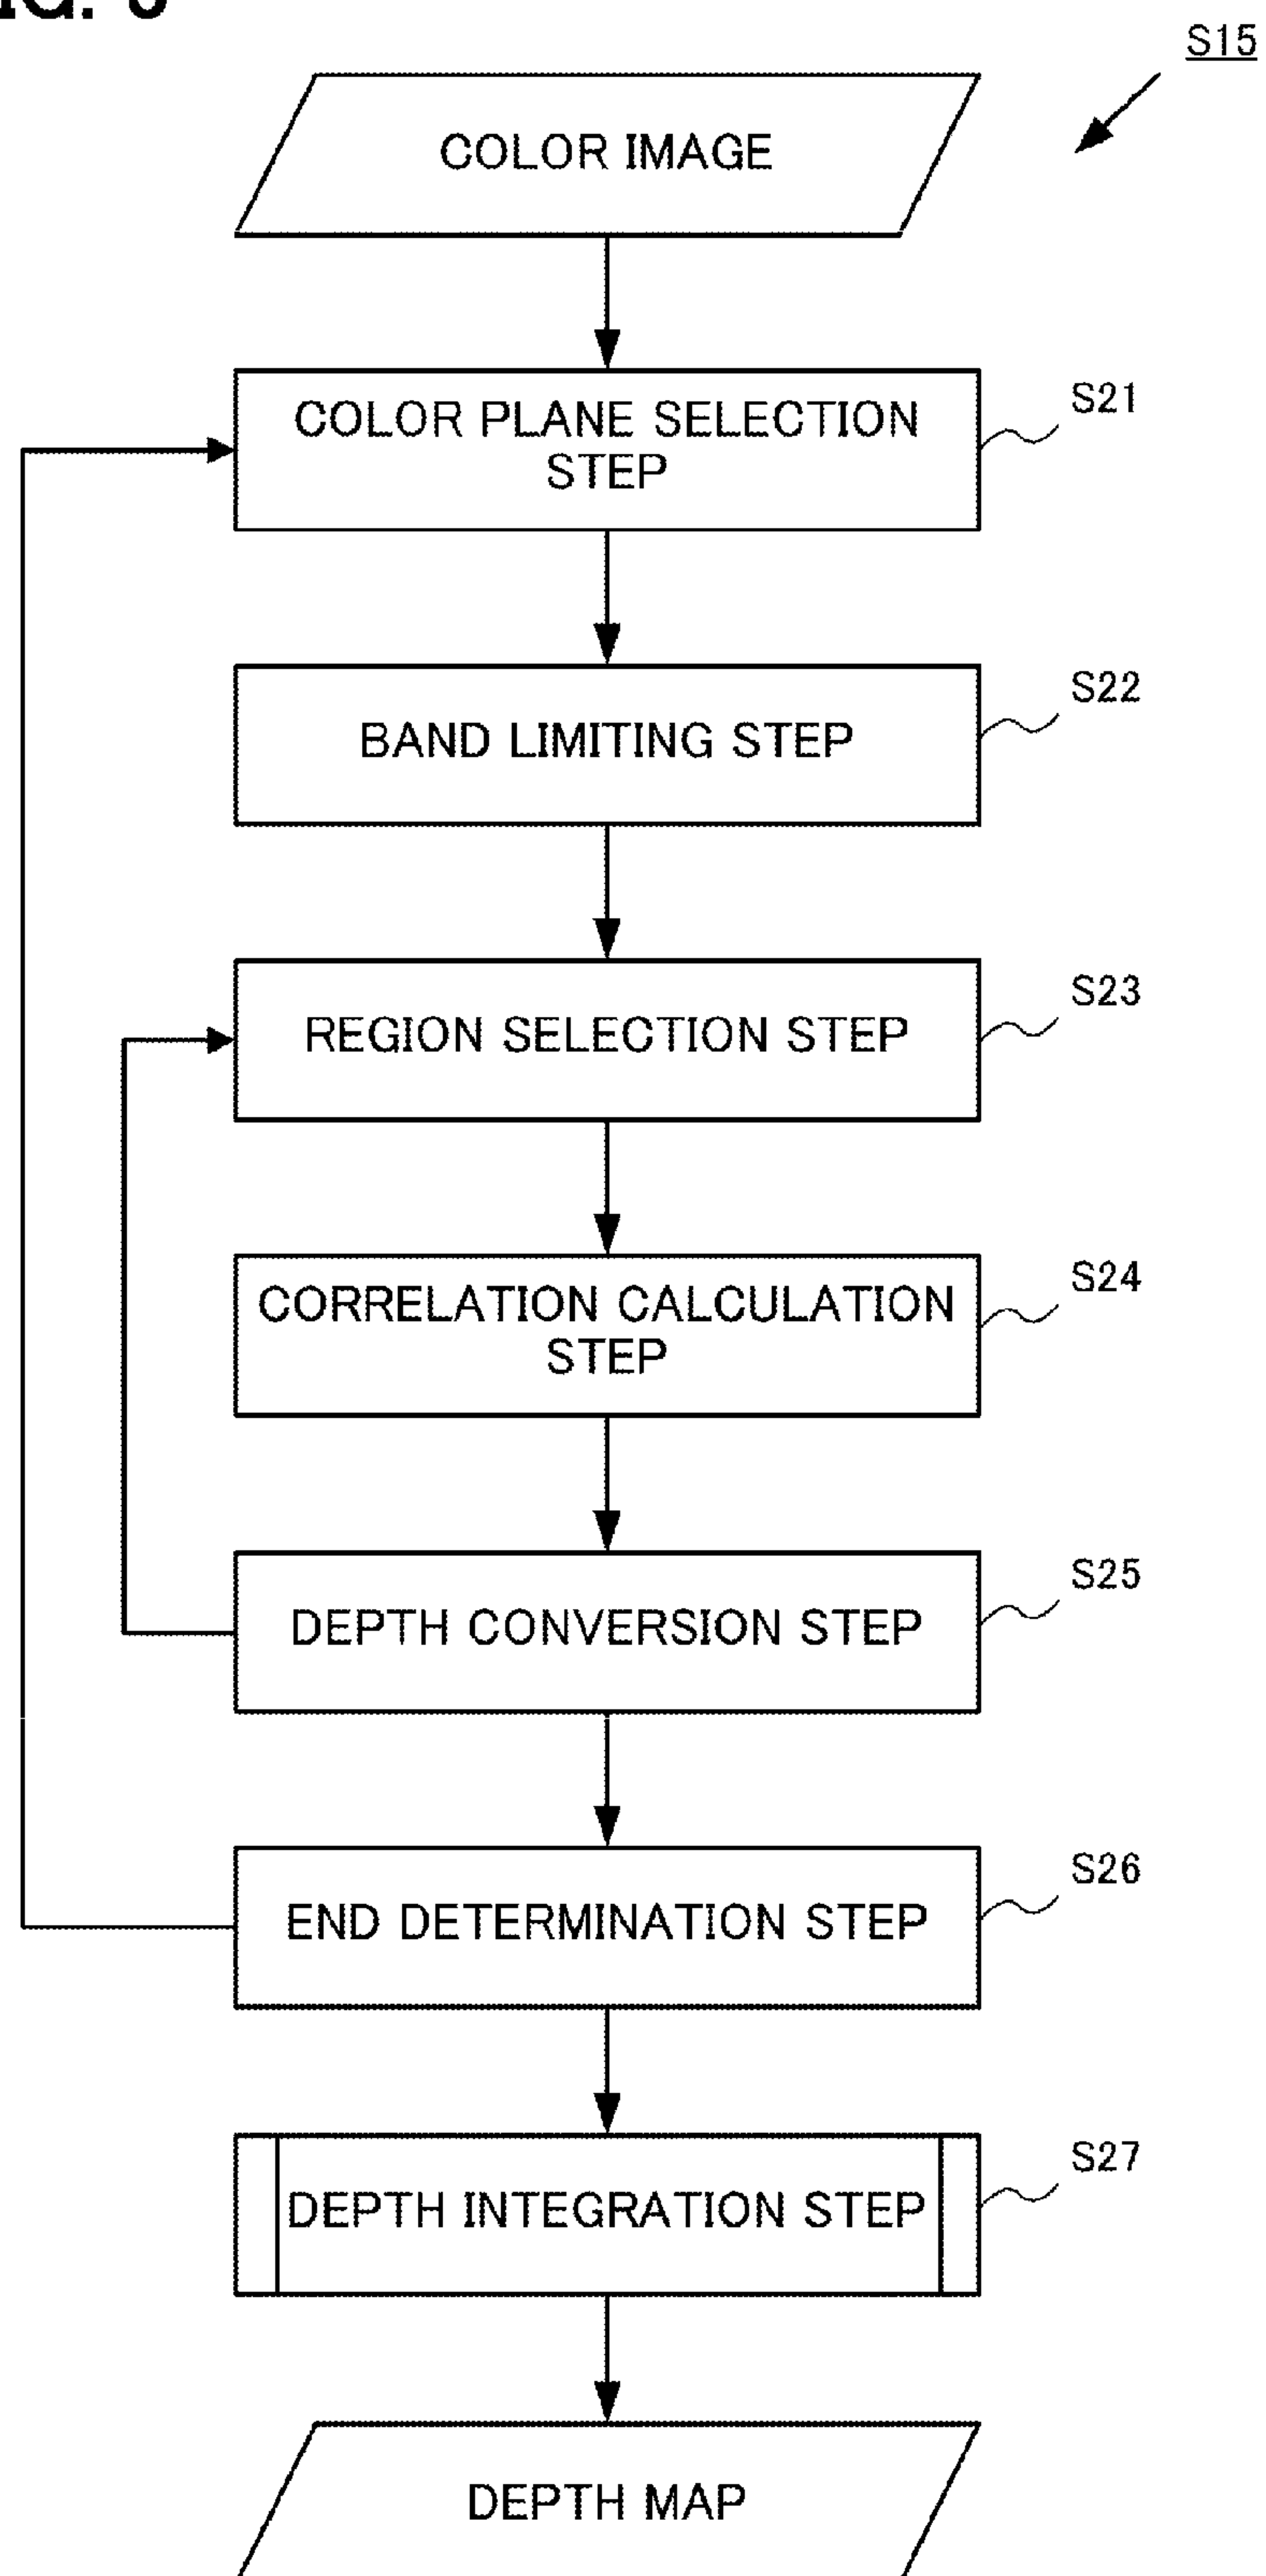 S15
COLOR IMAGE
COLOR PLANE SELECTION
STEP
S21
BAND LIMITING STEP
S22
REGION SELECTION STEP
S23
CORRELATION CALCULATION
STEP
S24
DEPTH CONVERSION STEP
S25
END DETERMINATION STEP
S26
DEPTH INTEGRATION STEP
S27
DEPTH MAP